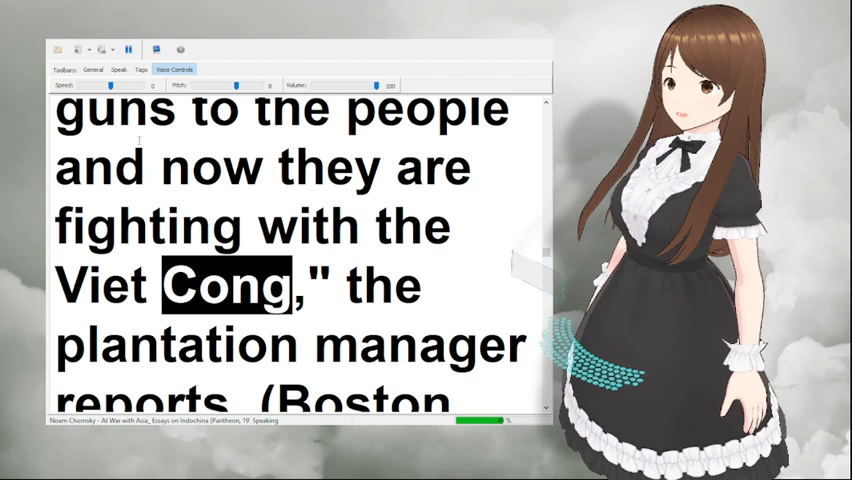 Toolbars: General Speak Tags Voice Controls
Speed: 0 Pitch: 8 Volume: 100
guns to the people
and now they are
fighting with the
Viet Cong," the
plantation manager
reports. (Boston
Noam Chomsky - At War with Asia_ Essays on Indochina (Pantheon, 19 Speaking %